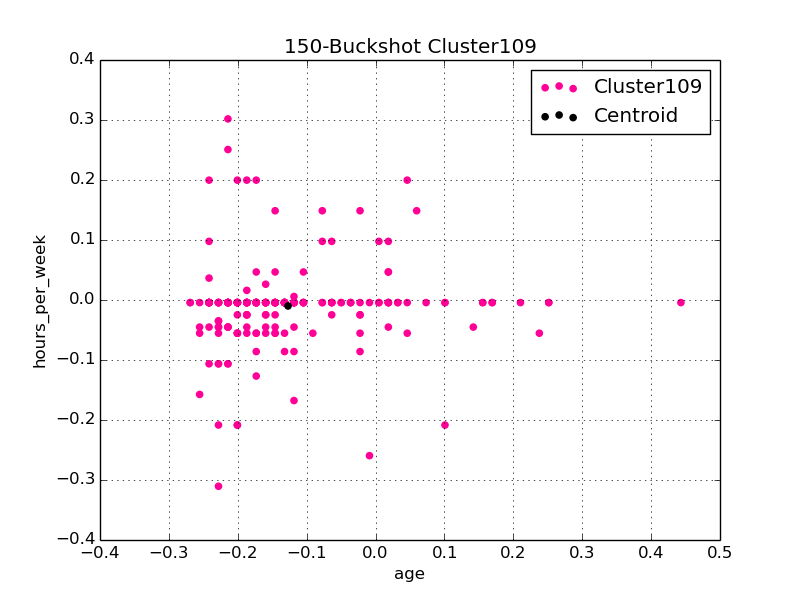 150-Buckshot Cluster109
Cluster109
Centroid
0.4
0.3
0.2
0.1
0.0
−0.1
−0.2
−0.3
−0.4
hours_per_week
−0.4 −0.3 −0.2 −0.1 0.0 0.1 0.2 0.3 0.4 0.5
age